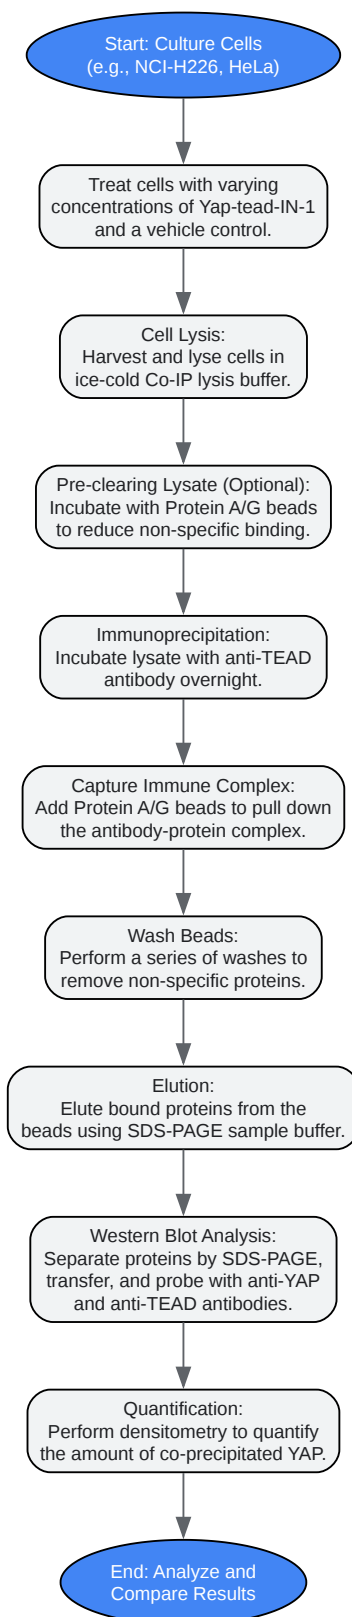 Start: Culture Cells
(e.g., NCI-H226, HeLa)
Treat cells with varying
concentrations of Yap-tead-IN-1
and a vehicle control.
Cell Lysis:
Harvest and lyse cells in
ice-cold Co-IP lysis buffer.
Pre-clearing Lysate (Optional):
Incubate with Protein A/G beads
to reduce non-specific binding.
Immunoprecipitation:
Incubate lysate with anti-TEAD
antibody overnight.
Capture Immune Complex:
Add Protein A/G beads to pull down
the antibody-protein complex.
Wash Beads:
Perform a series of washes to
remove non-specific proteins.
Elution:
Elute bound proteins from the
beads using SDS-PAGE sample buffer.
Western Blot Analysis:
Separate proteins by SDS-PAGE,
transfer, and probe with anti-YAP
and anti-TEAD antibodies.
Quantification:
Perform densitometry to quantify
the amount of co-precipitated YAP.
End: Analyze and
Compare Results